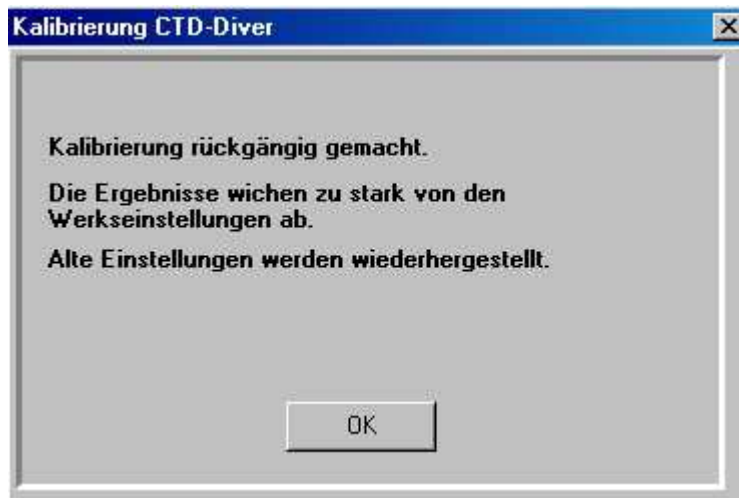 Kalibrierung CTD-Diver
Kalibrierung rückgängig gemacht.
Die Ergebnisse wichen zu stark von den
Werkseinstellungen ab.
Alte Einstellungen werden wiederhergestellt.
OK